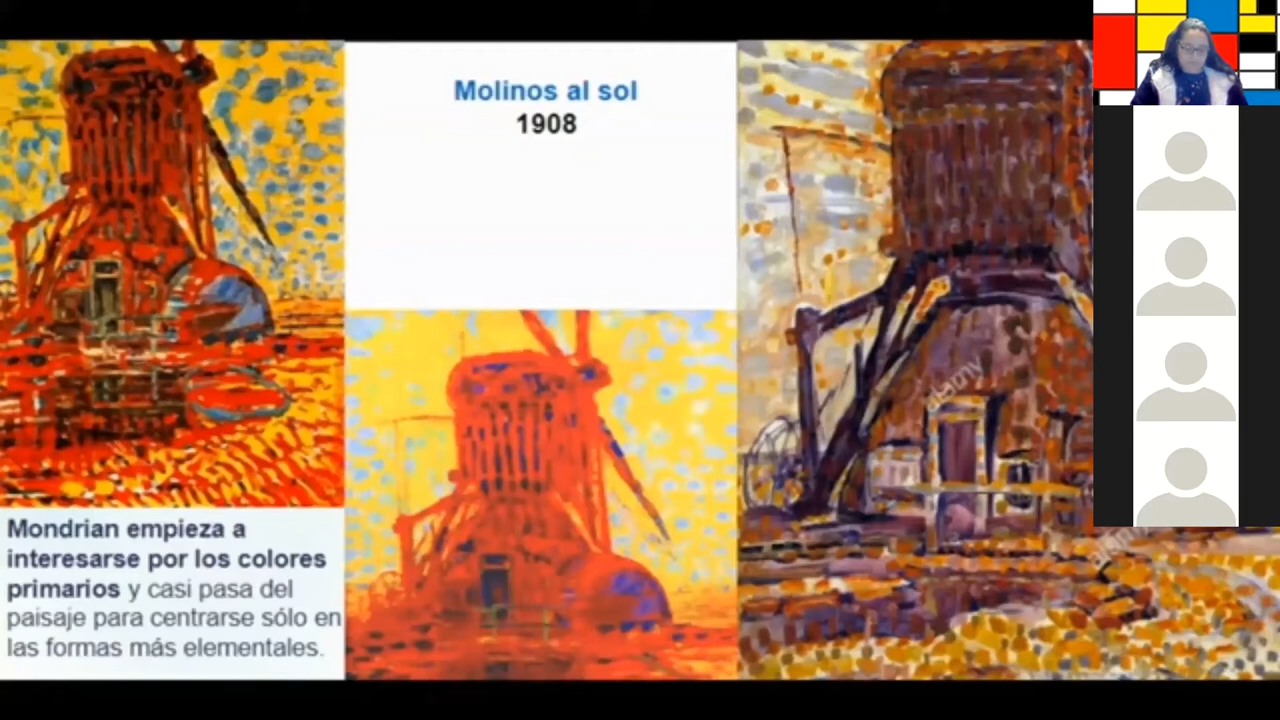 Molinos al sol
1908
Mondrian empieza a
interesarse por los colores
primarios y casi pasa del
paisaje para centrarse sólo en
las formas más elementales.
alamy